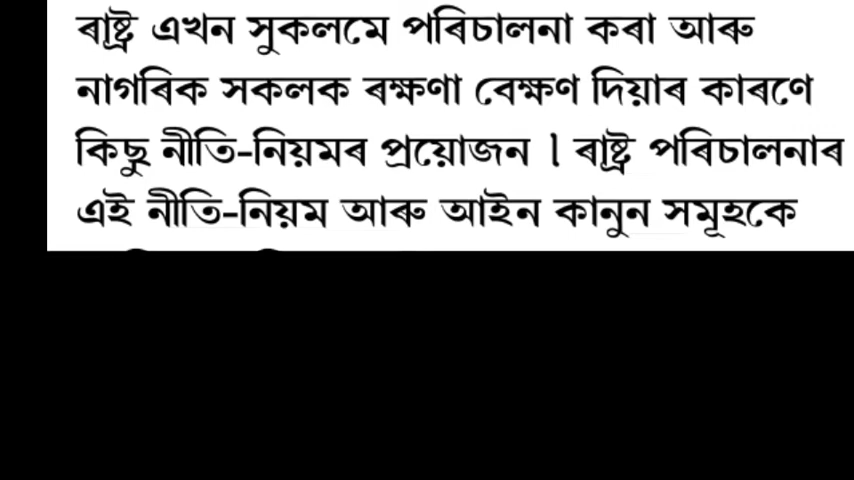 ৰাষ্ট্ৰ এখন সুকলমে পৰিচালনা কৰা আৰু
নাগৰিক সকলক ৰক্ষণা বেক্ষণ দিয়াৰ কাৰণে
কিছু নীতি-নিয়মৰ প্ৰয়োজন । ৰাষ্ট্ৰ পৰিচালনাৰ
এই নীতি-নিয়ম আৰু আইন কানুন সমূহকে